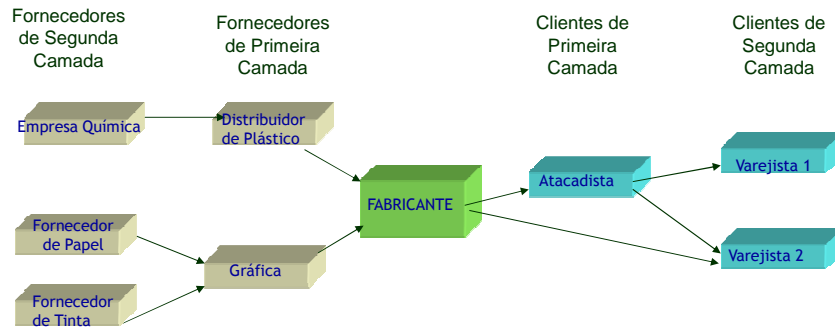 Fornecedores
de Segunda
Camada
Fornecedores
de Primeira
Camada
Clientes de
Primeira
Camada
Clientes de
Segunda
Camada
Empresa Química
Distribuidor
de Plástico
FABRICANTE
Atacadista
Varejista 1
Fornecedor
de Papel
Gráfica
Varejista 2
Fornecedor
de Tinta